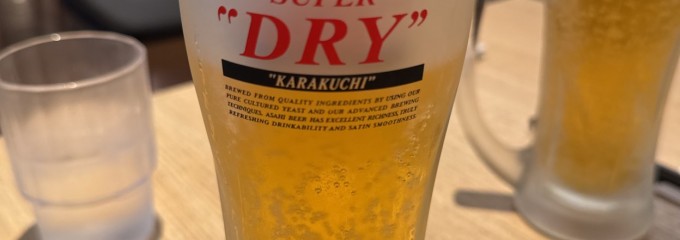 SUPER
"DRY"
"KARAKUCHI"
BREWED FROM QUALITY INGREDIENTS BY USING OUR
PURE CULTURED YEAST AND OUR ADVANCED BREWING
TECHNIQUES. ASAHI BEER HAS EXCELLENT RICHNESS, TRULY
REFRESHING DRINKABILITY AND SATIN SMOOTHNESS.